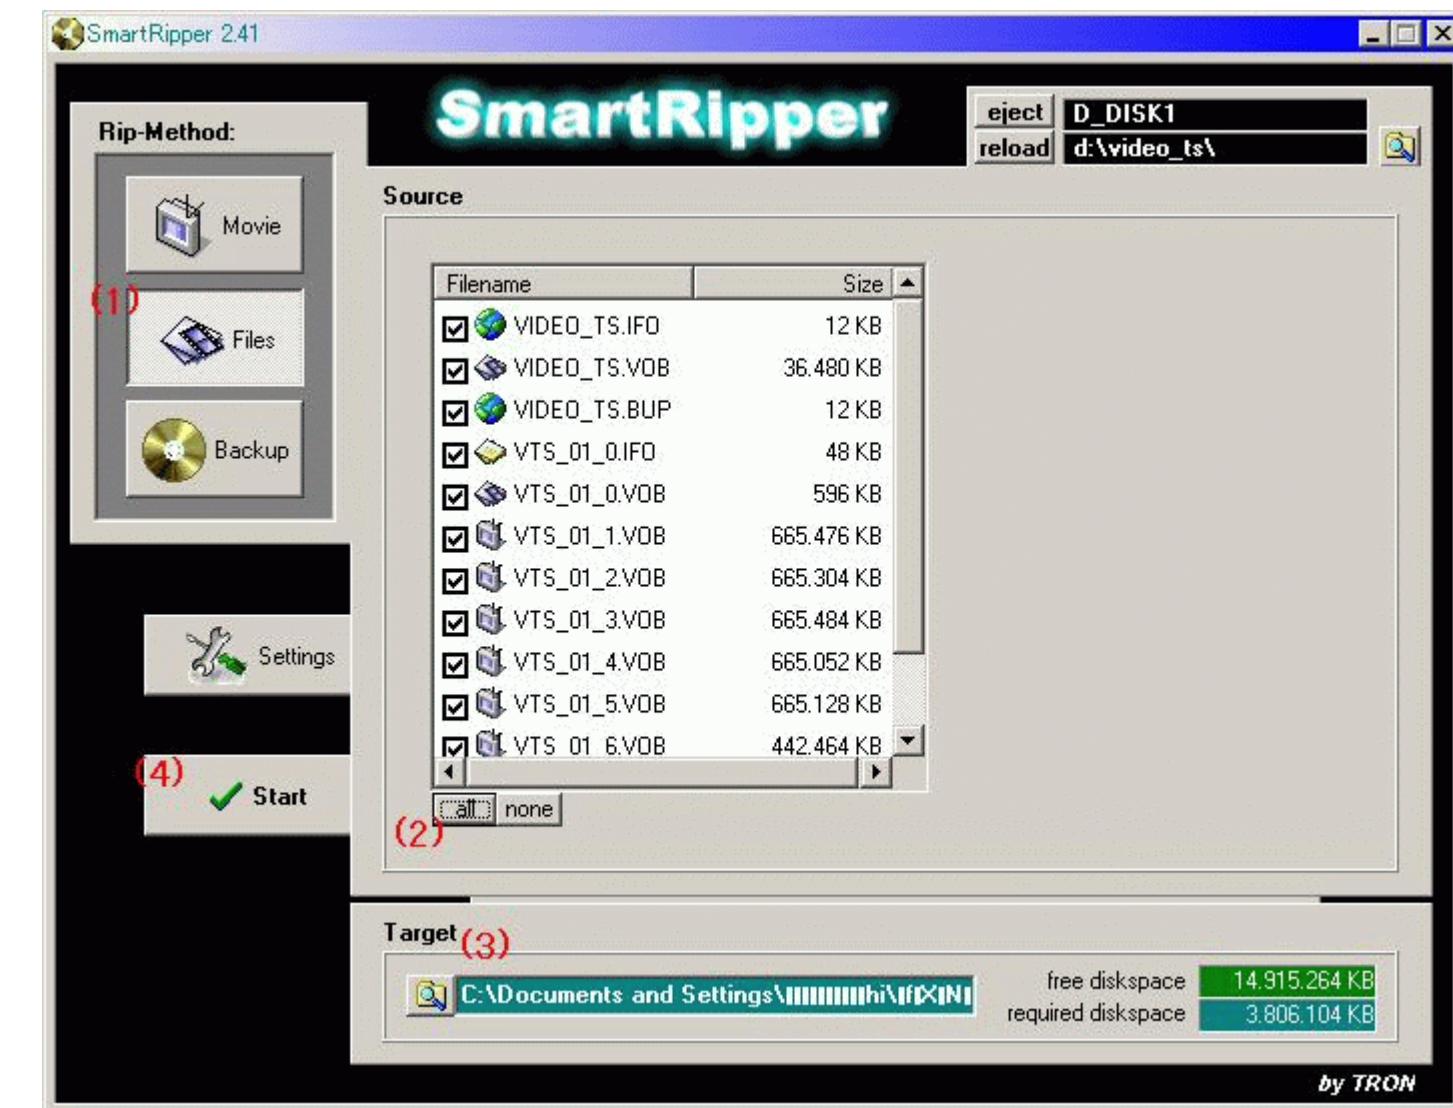 SmartRipper 2.41
SmartRipper
eject D_DISK1
reload d:\video_ts\
Rip-Method:
Movie
(1)
Files
Backup
Settings
(4)
Start
Source
Filename Size
VIDEO_TS.IFO 12 KB
VIDEO_TS.VOB 36.480 KB
VIDEO_TS.BUP 12 KB
VTS_01_0.IFO 48 KB
VTS_01_0.VOB 596 KB
VTS_01_1.VOB 665.476 KB
VTS_01_2.VOB 665.304 KB
VTS_01_3.VOB 665.484 KB
VTS_01_4.VOB 665.052 KB
VTS_01_5.VOB 665.128 KB
VTS_01_6.VOB 442.464 KB
all none
(2)
Target (3)
C:\Documents and
free diskspace 14.915.264 KB
required diskspace 3.806.104 KB
by TRON